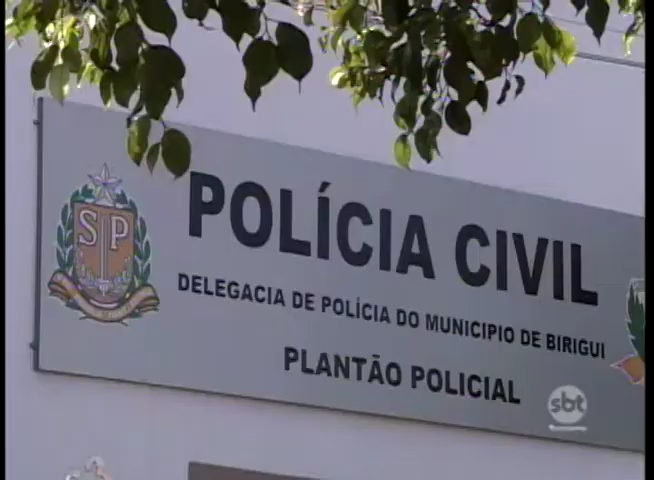 POLÍCIA CIVIL
SP
DELEGACIA DE POLÍCIA DO MUNICIPIO DE BIRIGUI
PLANTÃO POLICIAL
sbt